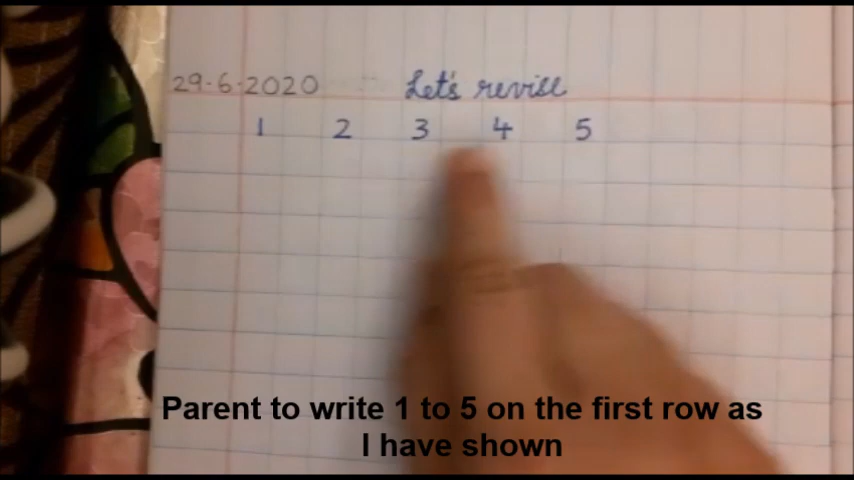 29-6-2020 Let's revise
1 2 3 4 5
Parent to write 1 to 5 on the first row as
I have shown